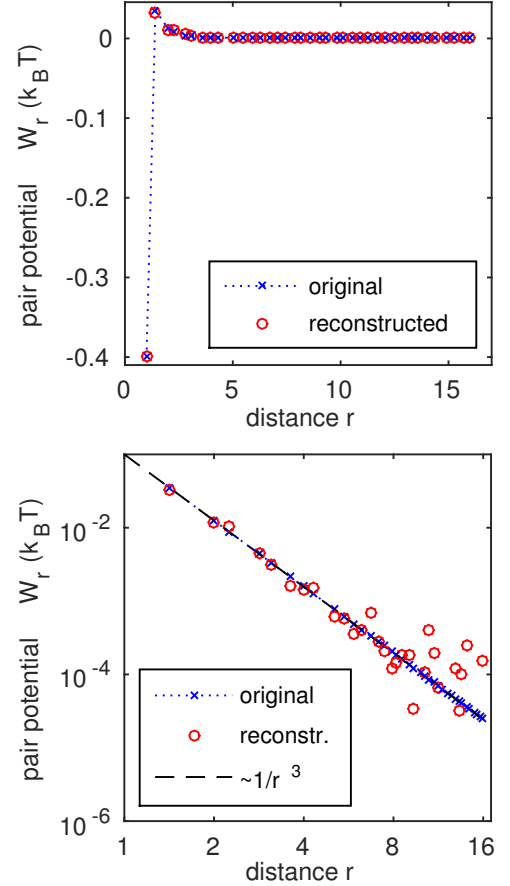 0
-0.1
-0.2
-0.3
-0.4
pair potential W_r (k_BT)
original
reconstructed
0 5 10 15
distance r
10^-2
10^-4
10^-6
pair potential W_r (k_BT)
original
reconstr.
~1/r^3
1 2 4 8 16
distance r